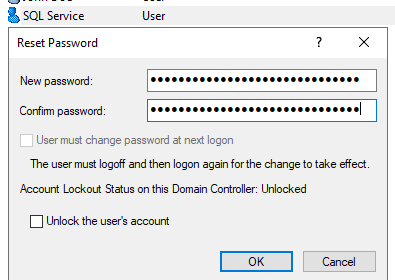 SQL Service User
Reset Password ? ×
New password: ●●●●●●●●●●●●●●●●●●●●●●●●●●●●●●
Confirm password: ●●●●●●●●●●●●●●●●●●●●●●●●●●●●●●
User must change password at next logon
The user must logoff and then logon again for the change to take effect.
Account Lockout Status on this Domain Controller: Unlocked
Unlock the user's account
OK Cancel